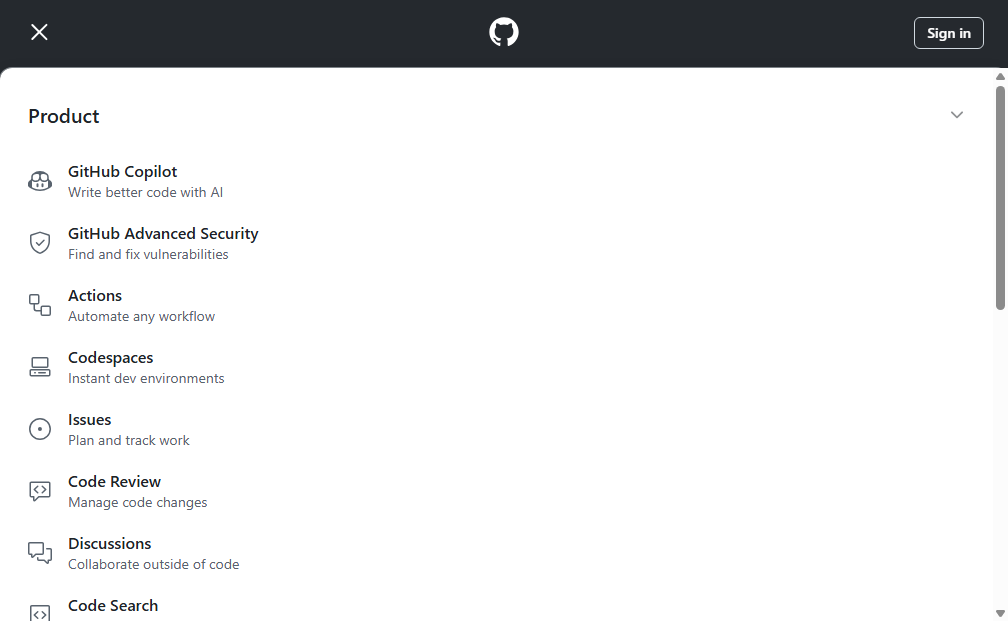 Sign in
Product
GitHub Copilot
Write better code with AI
GitHub Advanced Security
Find and fix vulnerabilities
Actions
Automate any workflow
Codespaces
Instant dev environments
Issues
Plan and track work
Code Review
Manage code changes
Discussions
Collaborate outside of code
Code Search